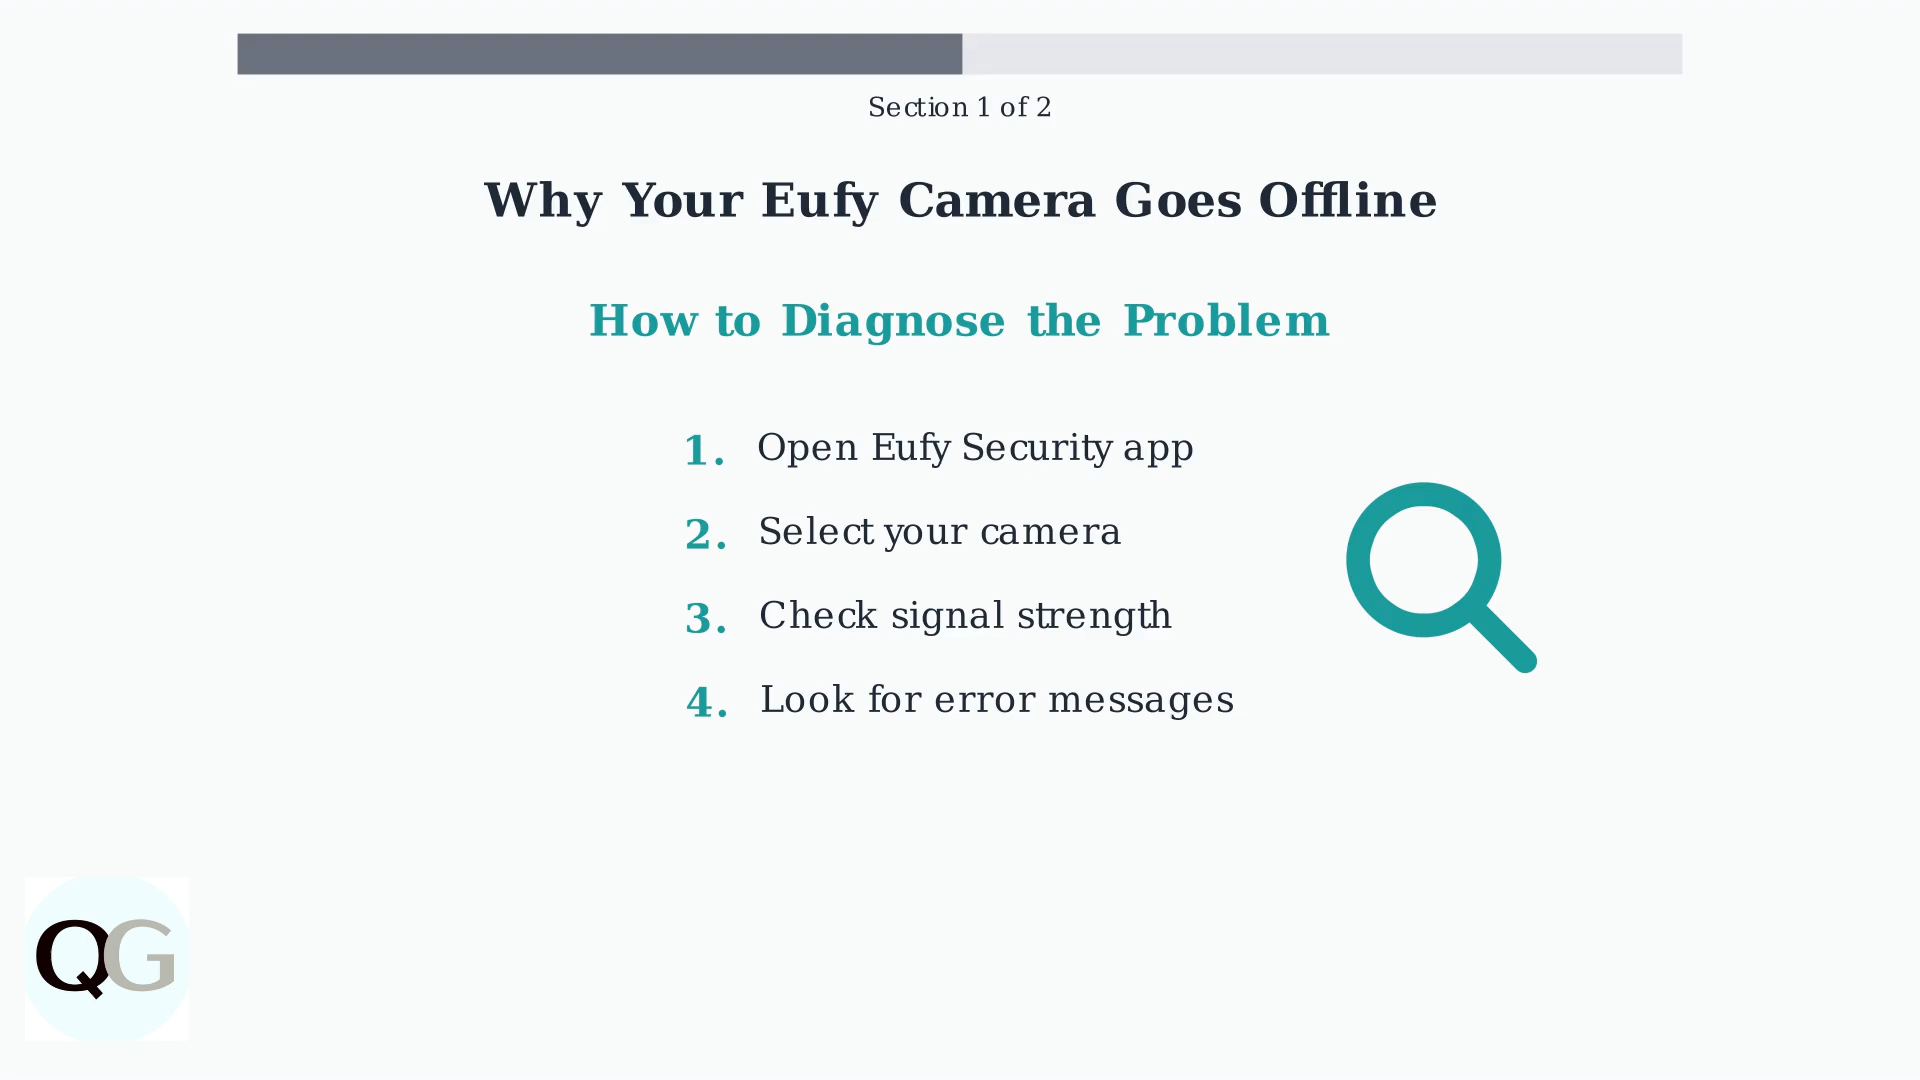 Section 1 of 2
Why Your Eufy Camera Goes Offline
How to Diagnose the Problem
1. Open Eufy Security app
2. Select your camera
3. Check signal strength
4. Look for error messages
QG